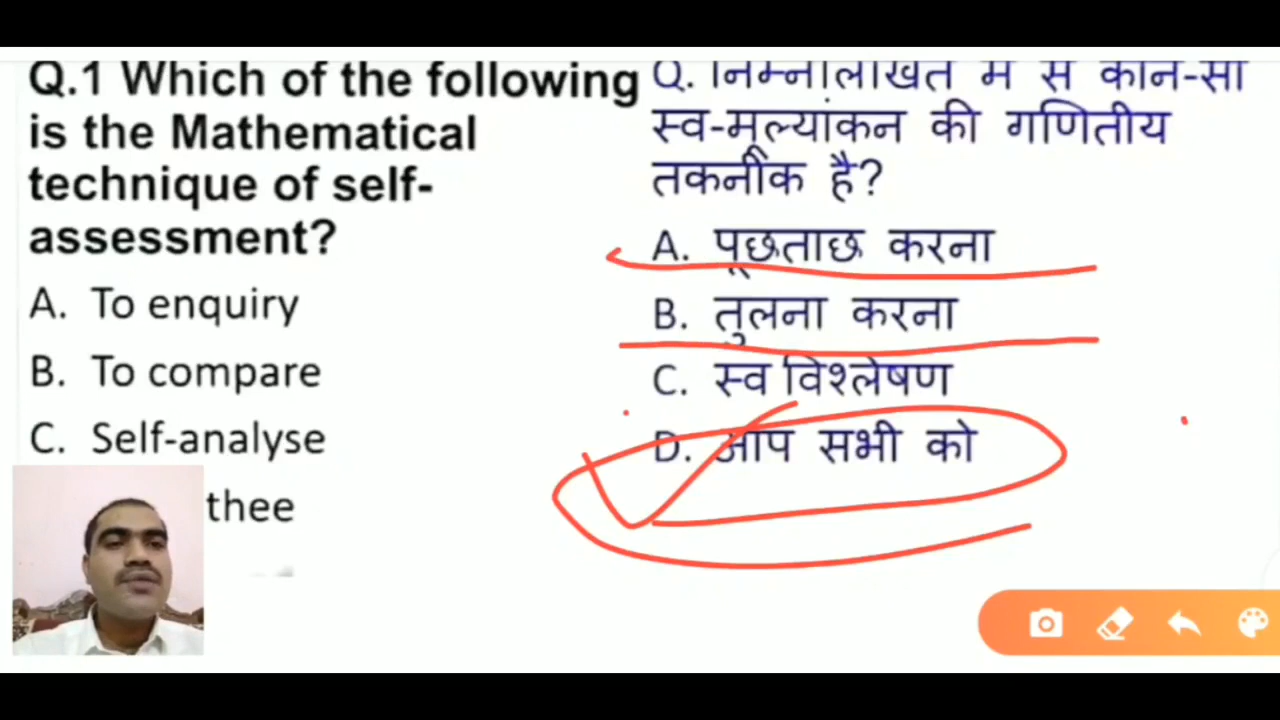 Q.1 Which of the following
is the Mathematical
technique of self-
assessment?
A. To enquiry
B. To compare
C. Self-analyse
thee
Q. निम्नलिखित में से कौन-सा
स्व-मूल्यांकन की गणितीय
तकनीक है?
A. पूछताछ करना
B. तुलना करना
C. स्व विश्लेषण
D. आप सभी को